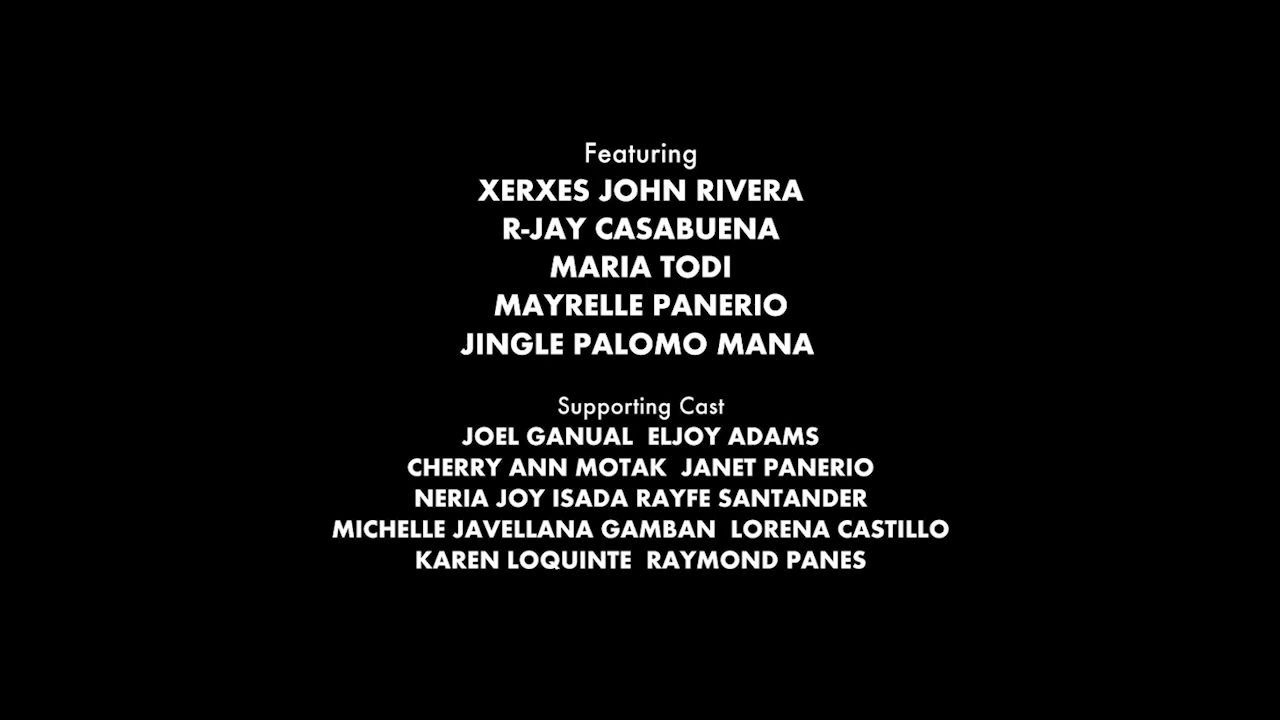 Featuring
XERXES JOHN RIVERA
R-JAY CASABUENA
MARIA TODI
MAYRELLE PANERIO
JINGLE PALOMO MANA
Supporting Cast
JOEL GANUAL  ELJOY ADAMS
CHERRY ANN MOTAK  JANET PANERIO
NERIA JOY ISADA RAYFE SANTANDER
MICHELLE JAVELLANA GAMBAN  LORENA CASTILLO
KAREN LOQUINTE  RAYMOND PANES